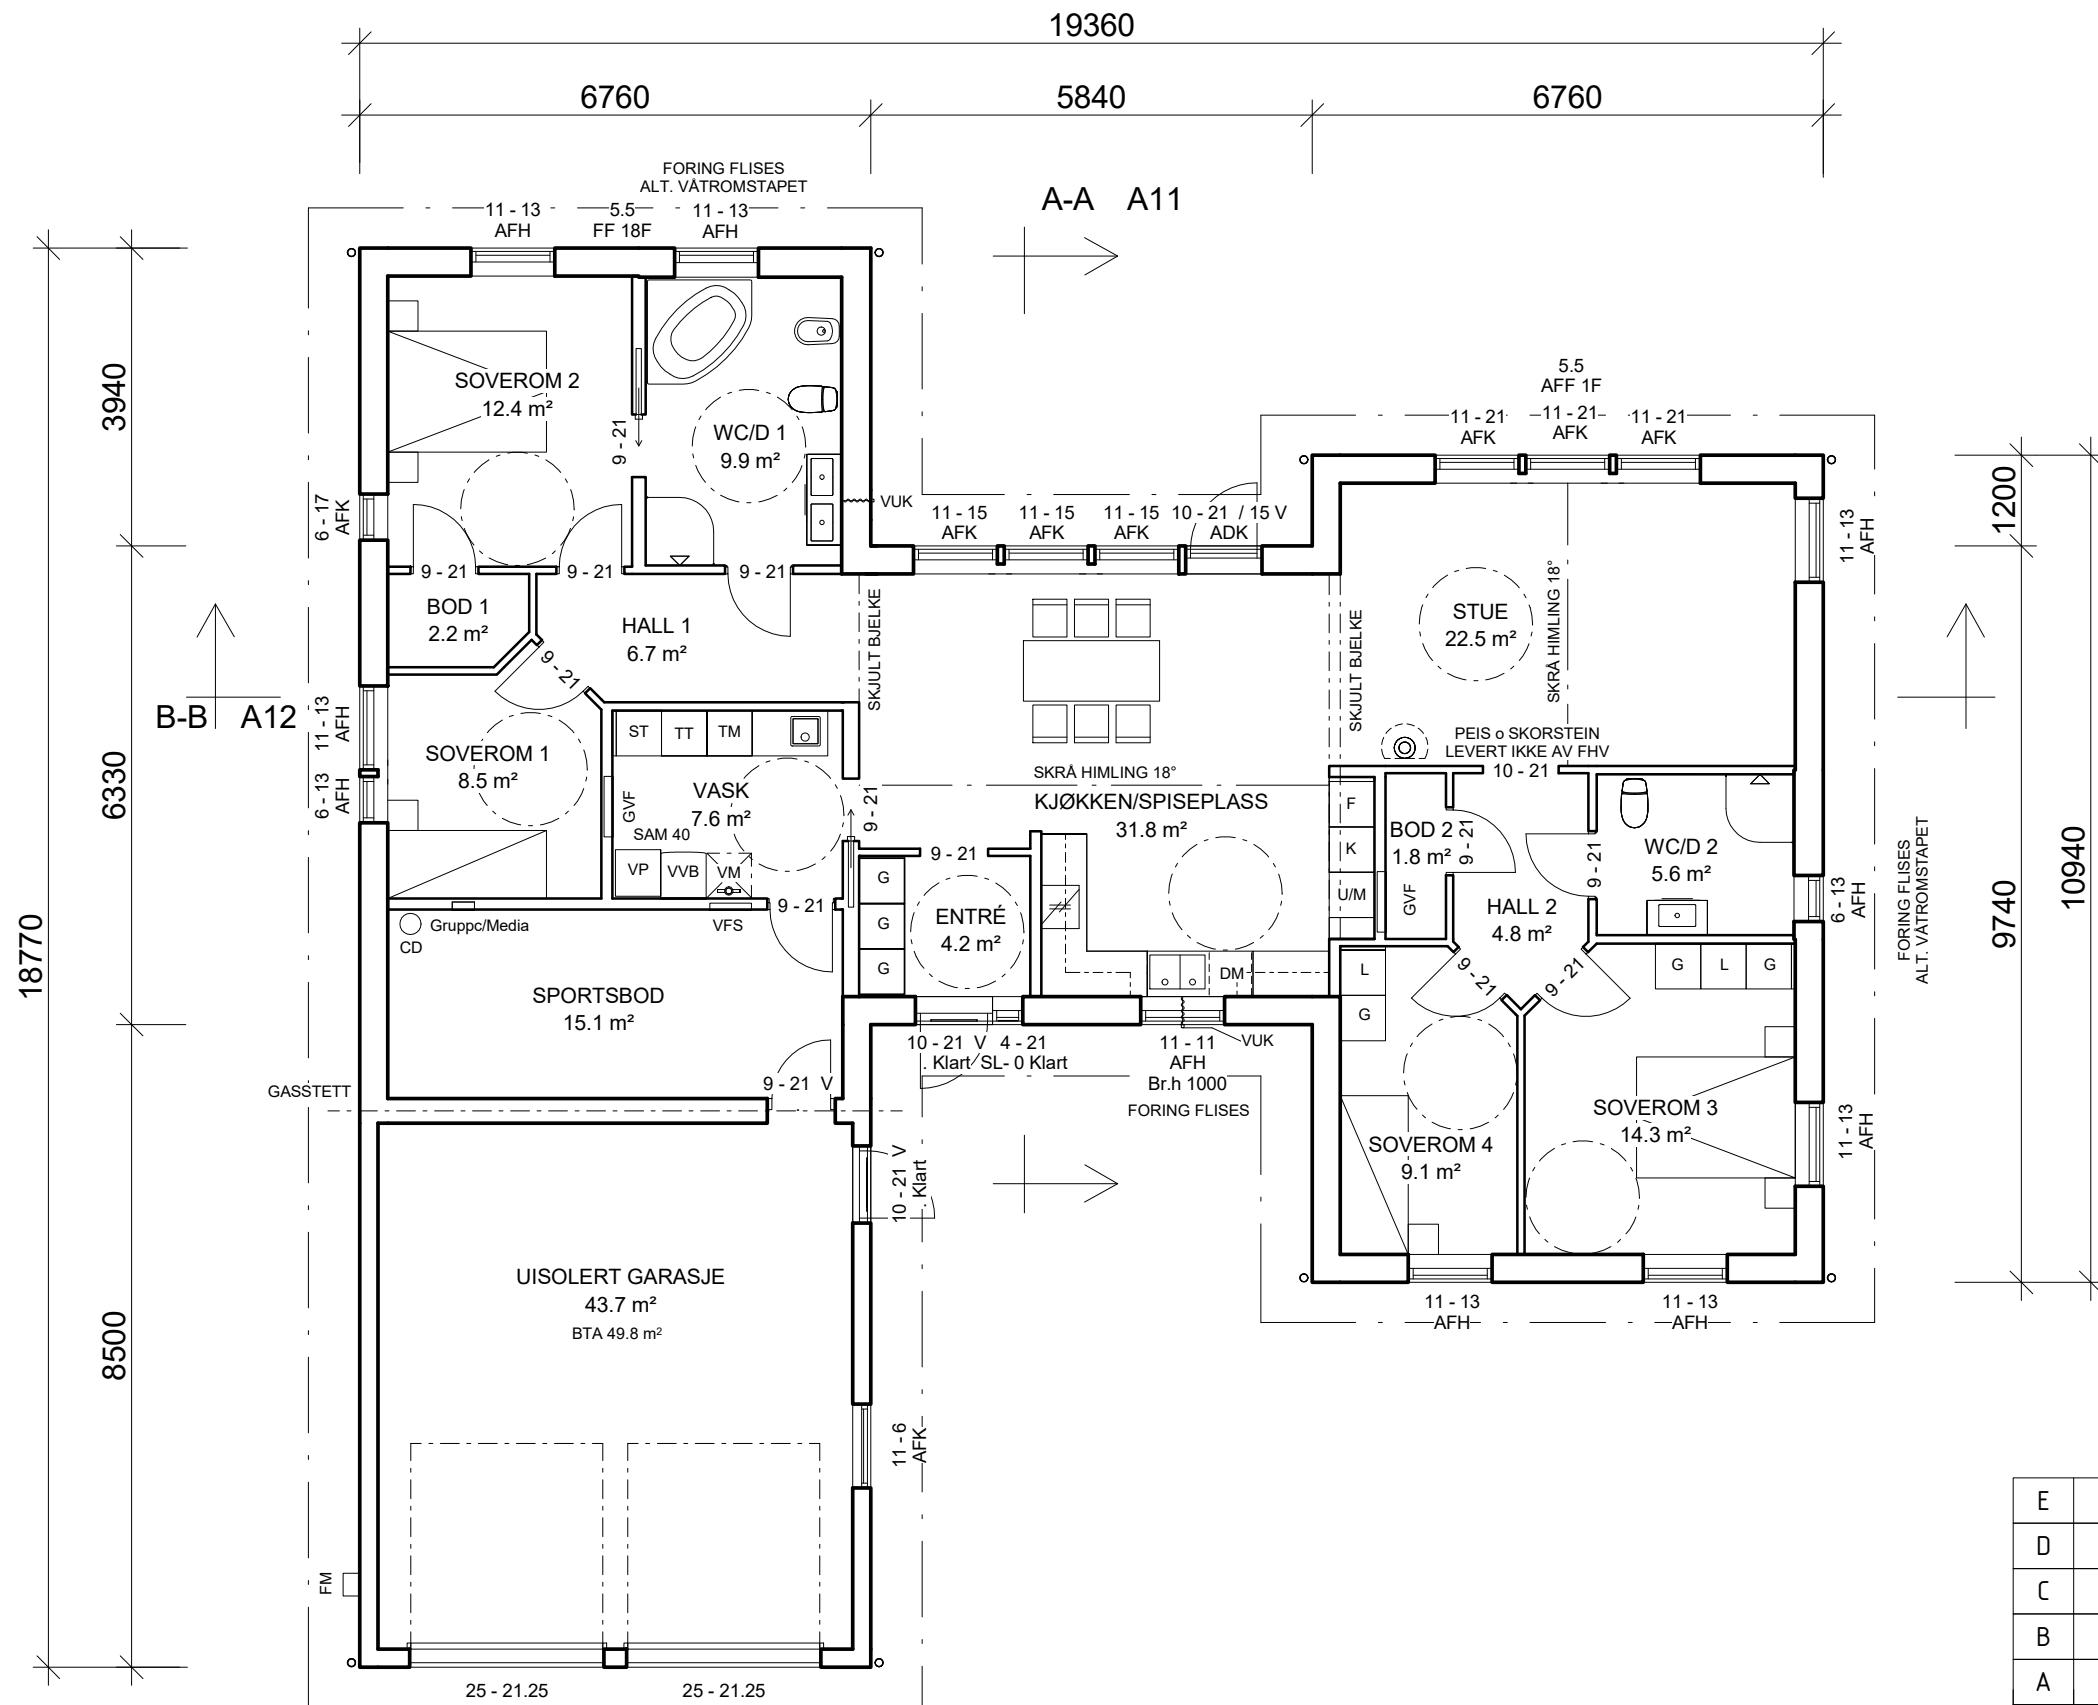 19360
6760
5840
6760
FORING FLISES
ALT. VÅTROMSTAPET
11 - 13
AFH
5.5
FF 18F
11 - 13
AFH
A-A A11
3940
6330
8500
18770
SOVEROM 2
12.4 m²
9 - 21
WC/D 1
9.9 m²
VUK
6 - 17
AFK
5.5
AFF 1F
11 - 21
AFK
11 - 21
AFK
11 - 21
AFK
11 - 15
AFK
11 - 15
AFK
11 - 15
AFK
10 - 21 / 15 V
ADK
11 - 13
AFH
1200
9740
10940
9 - 21
9 - 21
9 - 21
BOD 1
2.2 m²
HALL 1
6.7 m²
9 - 21
SKJULT BJELKE
SKJULT BJELKE
STUE
22.5 m²
SKRÅ HIMLING 18°
B-B A12
11 - 13
AFH
6 - 13
AFH
SOVEROM 1
8.5 m²
ST
TT
TM
VASK
7.6 m²
GVF
SAM 40
VP
VVB
VM
9 - 21
SKRÅ HIMLING 18°
KJØKKEN/SPISEPLASS
31.8 m²
PEIS o SKORSTEIN
LEVERT IKKE AV FHV
10 - 21
F
K
U/M
BOD 2
1.8 m²
9 - 21
GVF
9 - 21
WC/D 2
5.6 m²
HALL 2
4.8 m²
6 - 13
AFH
FORING FLISES
ALT. VÅTROMSTAPET
9 - 21
G
G
G
ENTRÉ
4.2 m²
DM
CD
Gruppc/Media
VFS
9 - 21
SPORTSBOD
15.1 m²
9 - 21 V
GASSTETT
10 - 21 V
. Klart
4 - 21
SL- 0 Klart
11 - 11
AFH
Br.h 1000
FORING FLISES
VUK
L
G
9 - 21
9 - 21
G
L
G
SOVEROM 4
9.1 m²
SOVEROM 3
14.3 m²
11 - 13
AFH
10 - 21 V
. Klart
UISOLERT GARASJE
43.7 m²
BTA 49.8 m²
11 - 13
AFH
11 - 13
AFH
11 - 6
AFK
FM
25 - 21.25
25 - 21.25
E
D
C
B
A